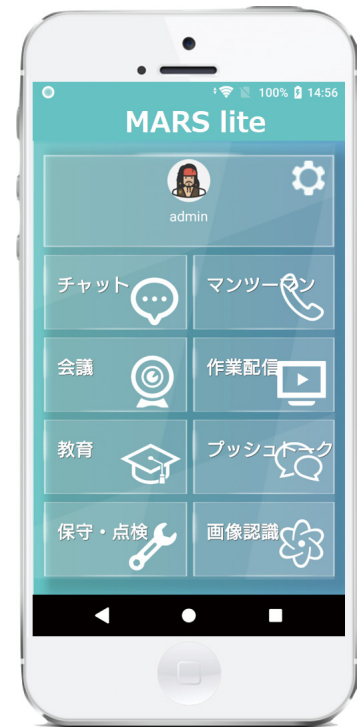 100% 14:56
MARS lite
admin
チャット
マンツーマン
会議
作業配信
教育
プッシュトーク
保守・点検
画像認識